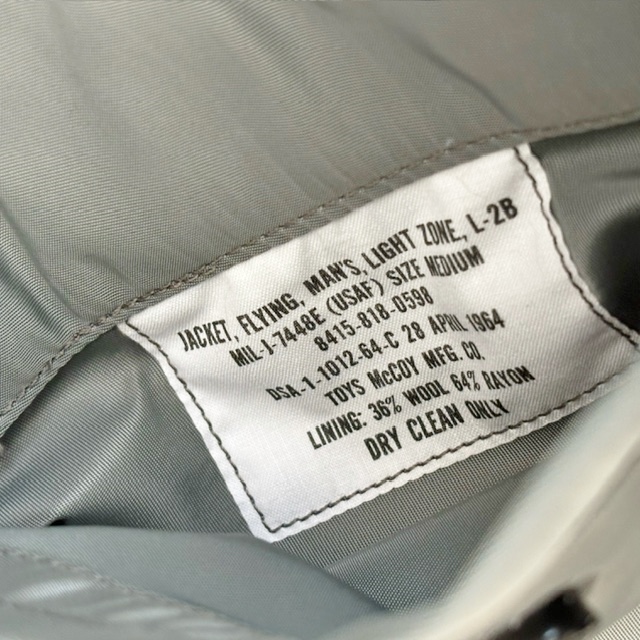 JACKET, FLYING, MAN'S, LIGHT ZONE, L-2B
MIL-J-7448E (USAF) SIZE MEDIUM
8415-818-0598
DSA-1-1012-64-C 28 APRIL 1964
TOYS McCOY MFG. CO.
LINING: 36% WOOL 64% RAYON
DRY CLEAN ONLY